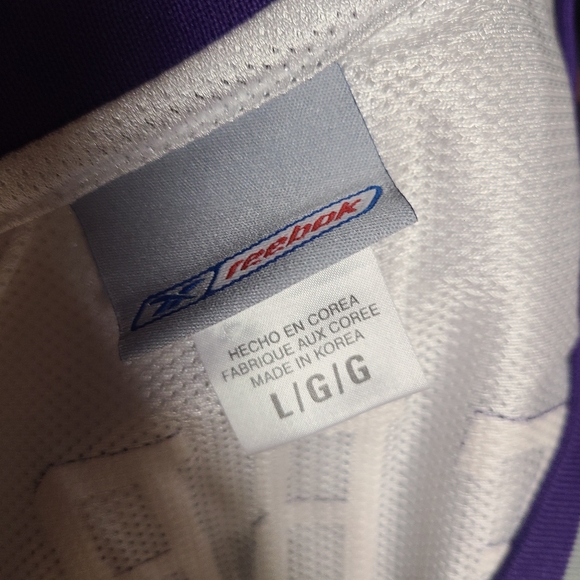 reebok
HECHO EN COREA
FABRIQUE AUX COREE
MADE IN KOREA
L/G/G